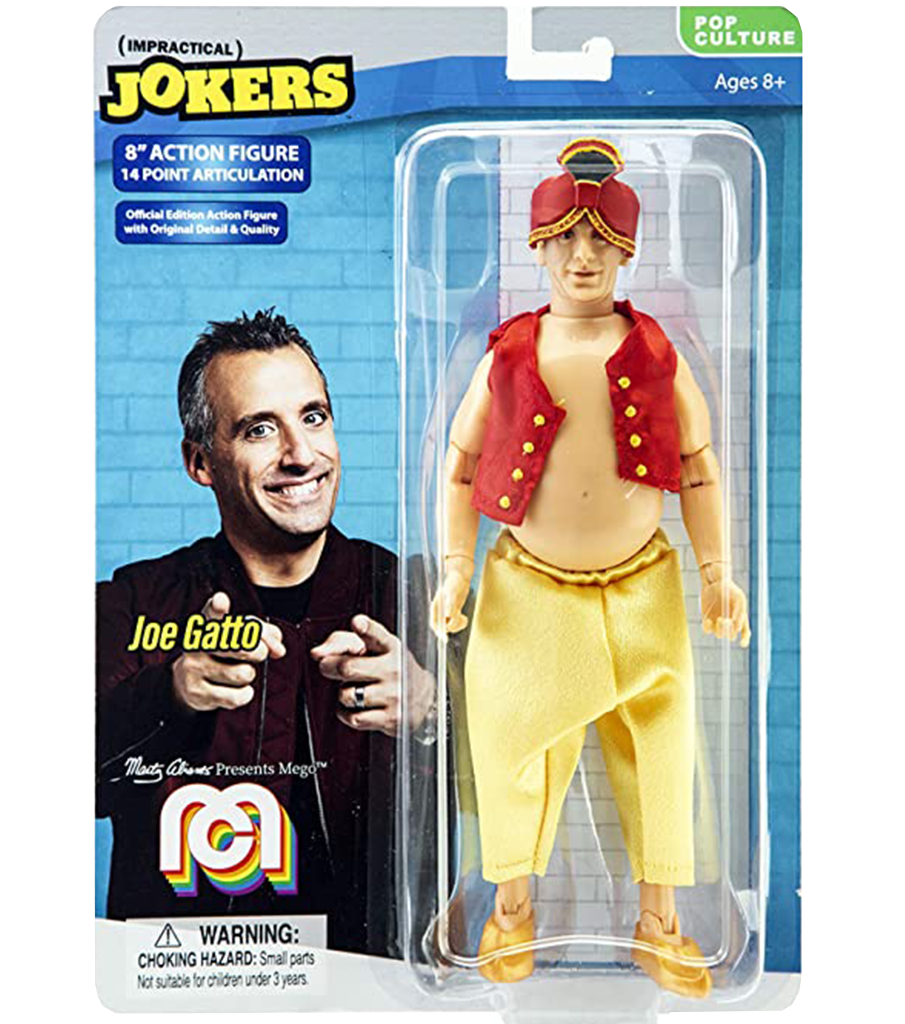 (IMPRACTICAL)
JOKERS
POP
CULTURE
Ages 8+
8” ACTION FIGURE
14 POINT ARTICULATION
Official Edition Action Figure
with Original Detail & Quality
Joe Gatto
Marty Abrams Presents Mego™
WARNING:
CHOKING HAZARD: Small parts
Not suitable for children under 3 years.